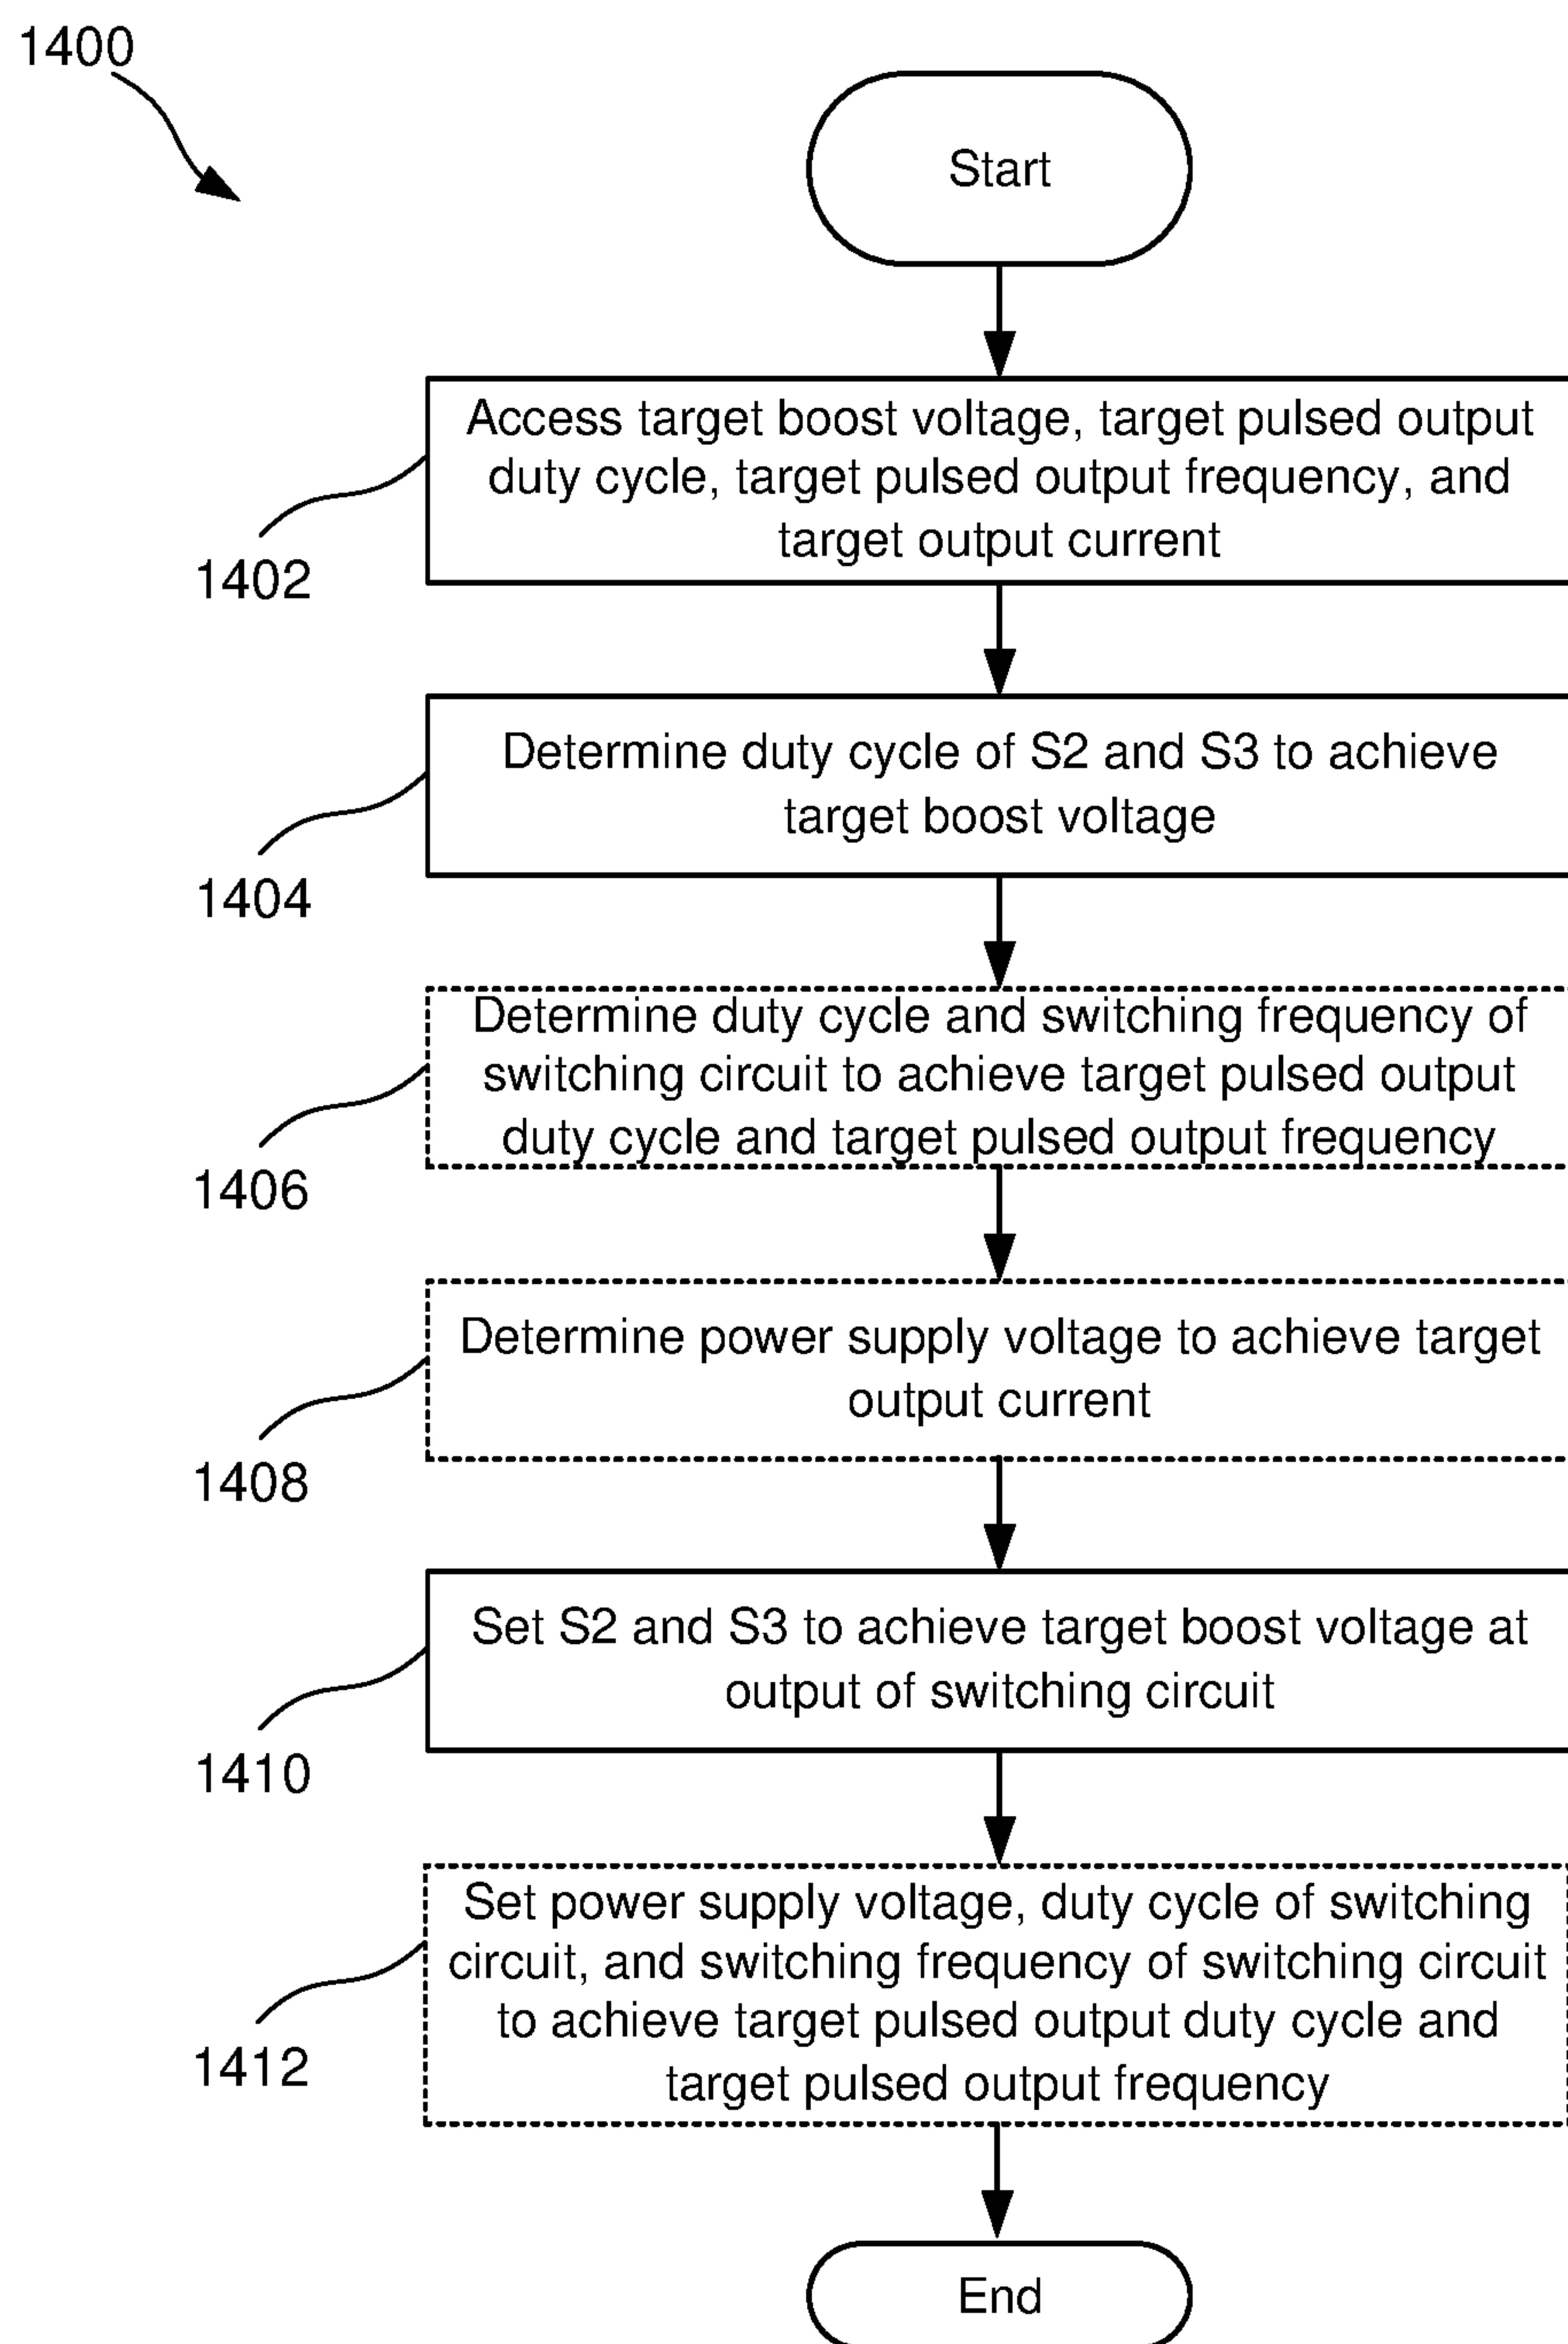 1400
Start
Access target boost voltage, target pulsed output
duty cycle, target pulsed output frequency, and
target output current
1402
Determine duty cycle of S2 and S3 to achieve
target boost voltage
1404
Determine duty cycle and switching frequency of
switching circuit to achieve target pulsed output
duty cycle and target pulsed output frequency
1406
Determine power supply voltage to achieve target
output current
1408
Set S2 and S3 to achieve target boost voltage at
output of switching circuit
1410
Set power supply voltage, duty cycle of switching
circuit, and switching frequency of switching circuit
to achieve target pulsed output duty cycle and
target pulsed output frequency
1412
End